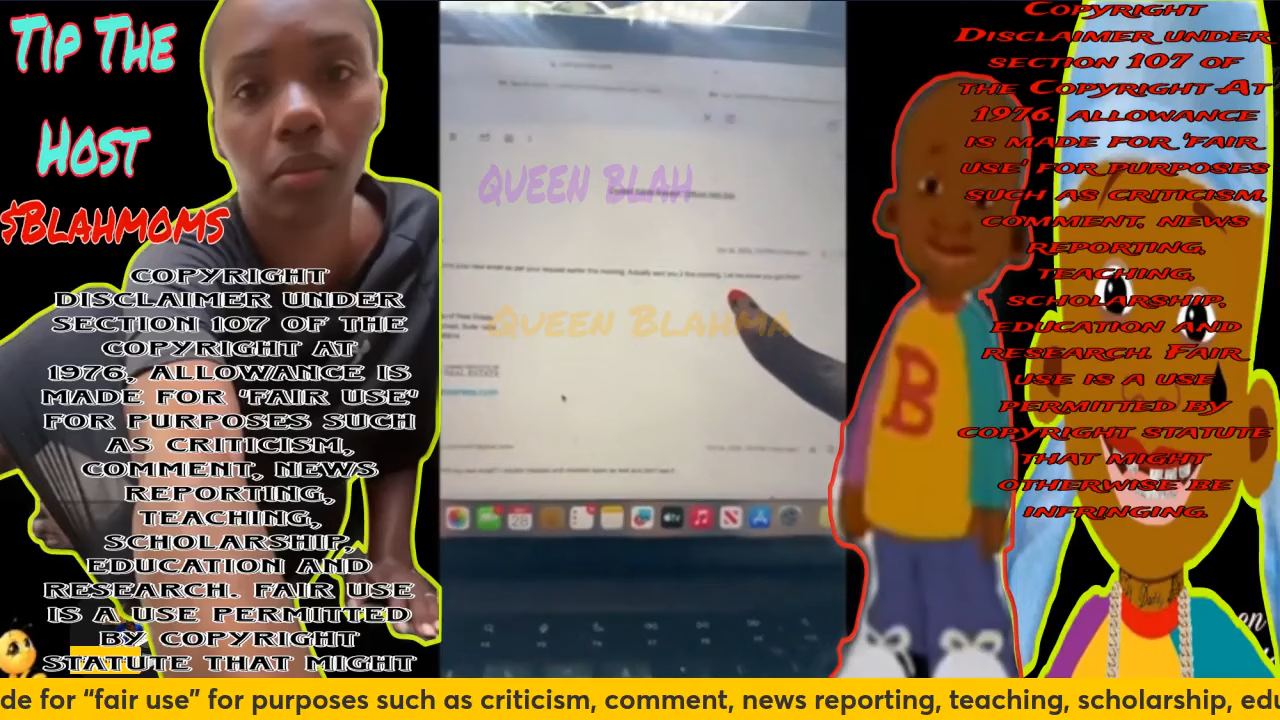 Tip The
Host
$Blahmoms
COPYRIGHT
DISCLAIMER UNDER
SECTION 107 OF THE
COPYRIGHT AT
1976, ALLOWANCE IS
MADE FOR 'FAIR USE'
FOR PURPOSES SUCH
AS CRITICISM,
COMMENT, NEWS
REPORTING,
TEACHING,
SCHOLARSHIP,
EDUCATION AND
RESEARCH. FAIR USE
IS A USE PERMITTED
BY COPYRIGHT
STATUTE THAT MIGHT
QUEEN BLAH
Queen Blahma
REAL ESTATE
28
B
Copyright
Disclaimer under
section 107 of
the Copyright At
1976, allowance
is made for 'fair
use' for purposes
such as criticism,
comment, news
reporting,
teaching,
scholarship,
education and
research. Fair
use is a use
permitted by
copyright statute
that might
otherwise be
infringing.
on
de for “fair use” for purposes such as criticism, comment, news reporting, teaching, scholarship, edu